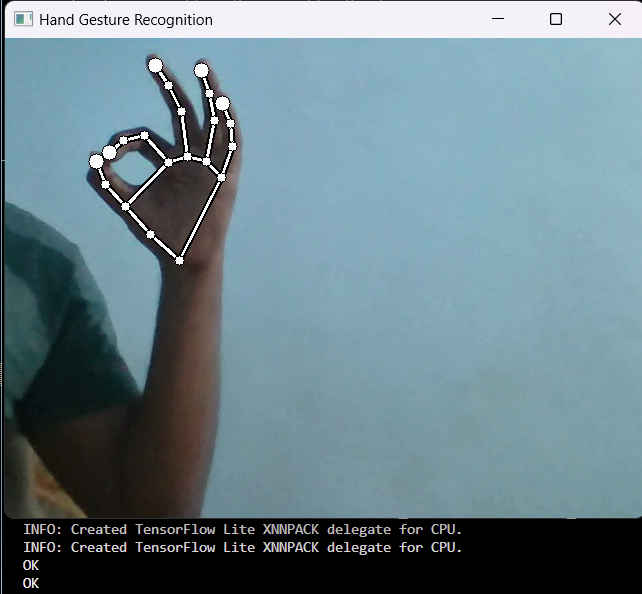 Hand Gesture Recognition
INFO: Created TensorFlow Lite XNNPACK delegate for CPU.
INFO: Created TensorFlow Lite XNNPACK delegate for CPU.
OK
OK